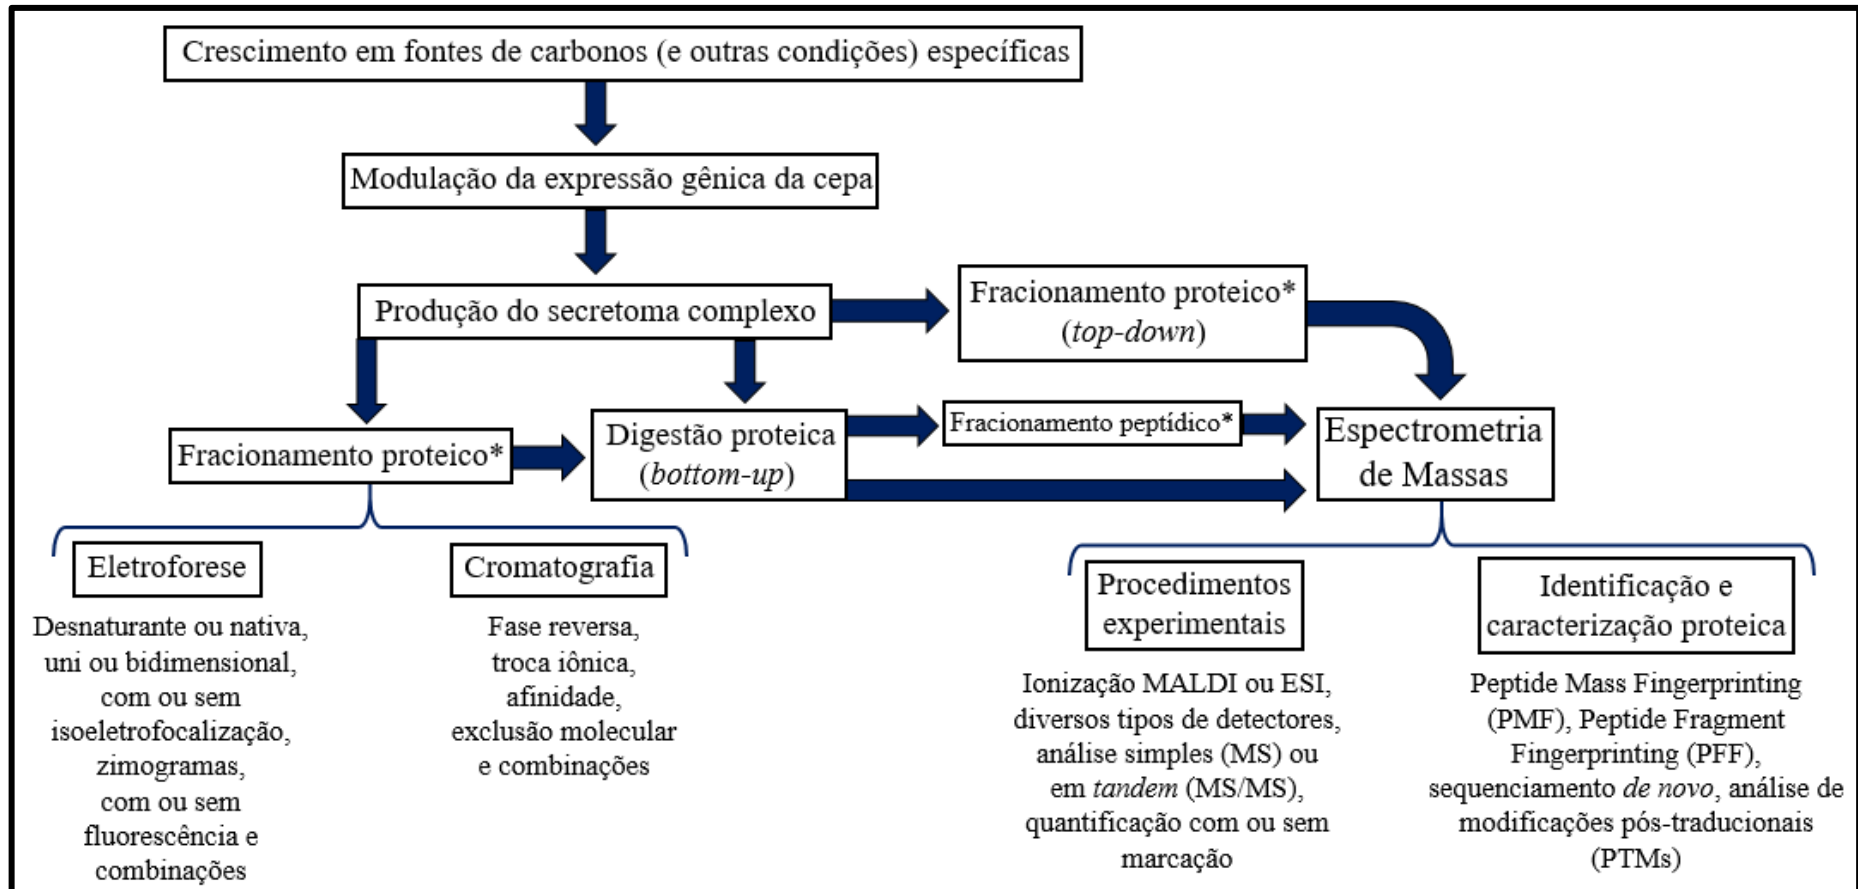 Crescimento em fontes de carbonos (e outras condições) específicas
Modulação da expressão gênica da cepa
Produção do secretoma complexo
Fracionamento proteico*
(top-down)
Fracionamento proteico*
Digestão proteica
(bottom-up)
Fracionamento peptídico*
Espectrometria
de Massas
Eletroforese
Desnaturante ou nativa,
uni ou bidimensional,
com ou sem
isoeletrofocalização,
zimogramas,
com ou sem
fluorescência e
combinações
Cromatografia
Fase reversa,
troca iônica,
afinidade,
exclusão molecular
e combinações
Procedimentos
experimentais
Ionização MALDI ou ESI,
diversos tipos de detectores,
análise simples (MS) ou
em tandem (MS/MS),
quantificação com ou sem
marcação
Identificação e
caracterização proteica
Peptide Mass Fingerprinting
(PMF), Peptide Fragment
Fingerprinting (PFF),
sequenciamento de novo, análise de
modificações pós-traducionais
(PTMs)